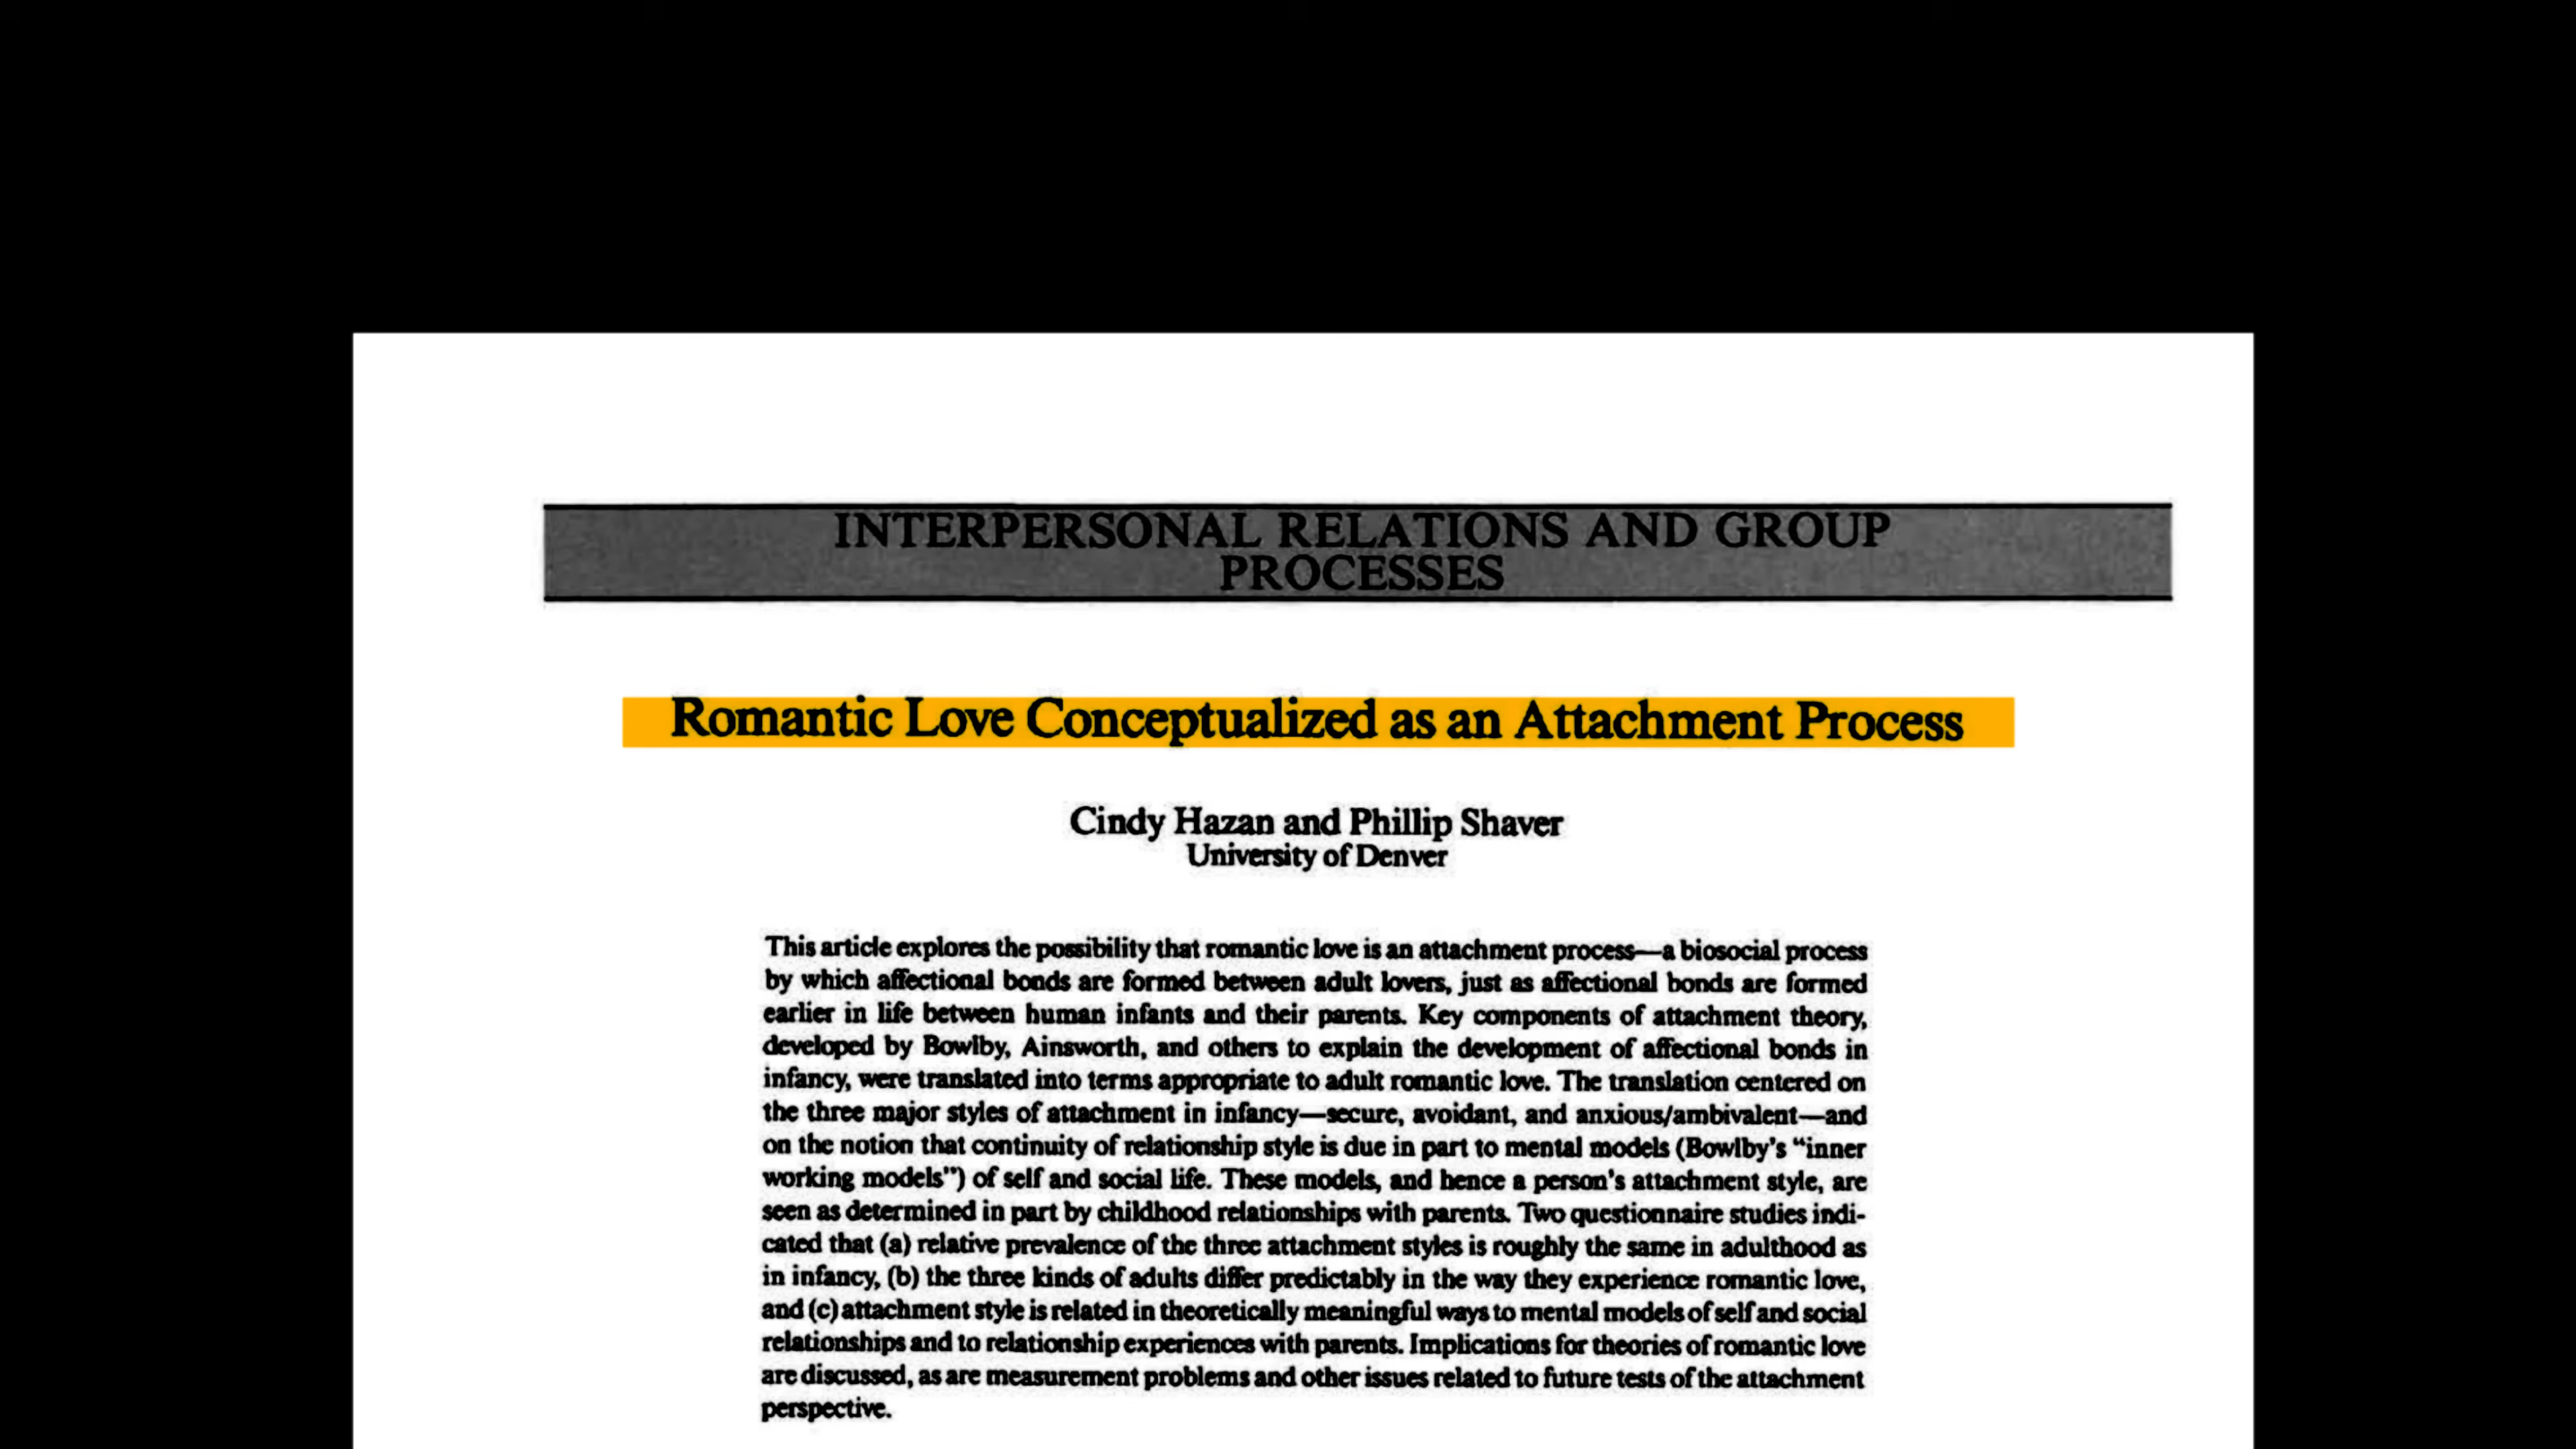 INTERPERSONAL RELATIONS AND GROUP
PROCESSES
Romantic Love Conceptualized as an Attachment Process
Cindy Hazan and Phillip Shaver
University of Denver
This article explores the possibility that romantic love is an attachment process—a biosocial process
by which affectional bonds are formed between adult lovers, just as affectional bonds are formed
earlier in life between human infants and their parents. Key components of attachment theory,
developed by Bowlby, Ainsworth, and others to explain the development of affectional bonds in
infancy, were translated into terms appropriate to adult romantic love. The translation centered on
the three major styles of attachment in infancy—secure, avoidant, and anxious/ambivalent—and
on the notion that continuity of relationship style is due in part to mental models (Bowlby's “inner
working models”) of self and social life. These models, and hence a person's attachment style, are
seen as determined in part by childhood relationships with parents. Two questionnaire studies indi-
cated that (a) relative prevalence of the three attachment styles is roughly the same in adulthood as
in infancy, (b) the three kinds of adults differ predictably in the way they experience romantic love,
and (c) attachment style is related in theoretically meaningful ways to mental models of self and social
relationships and to relationship experiences with parents. Implications for theories of romantic love
are discussed, as are measurement problems and other issues related to future tests of the attachment
perspective.